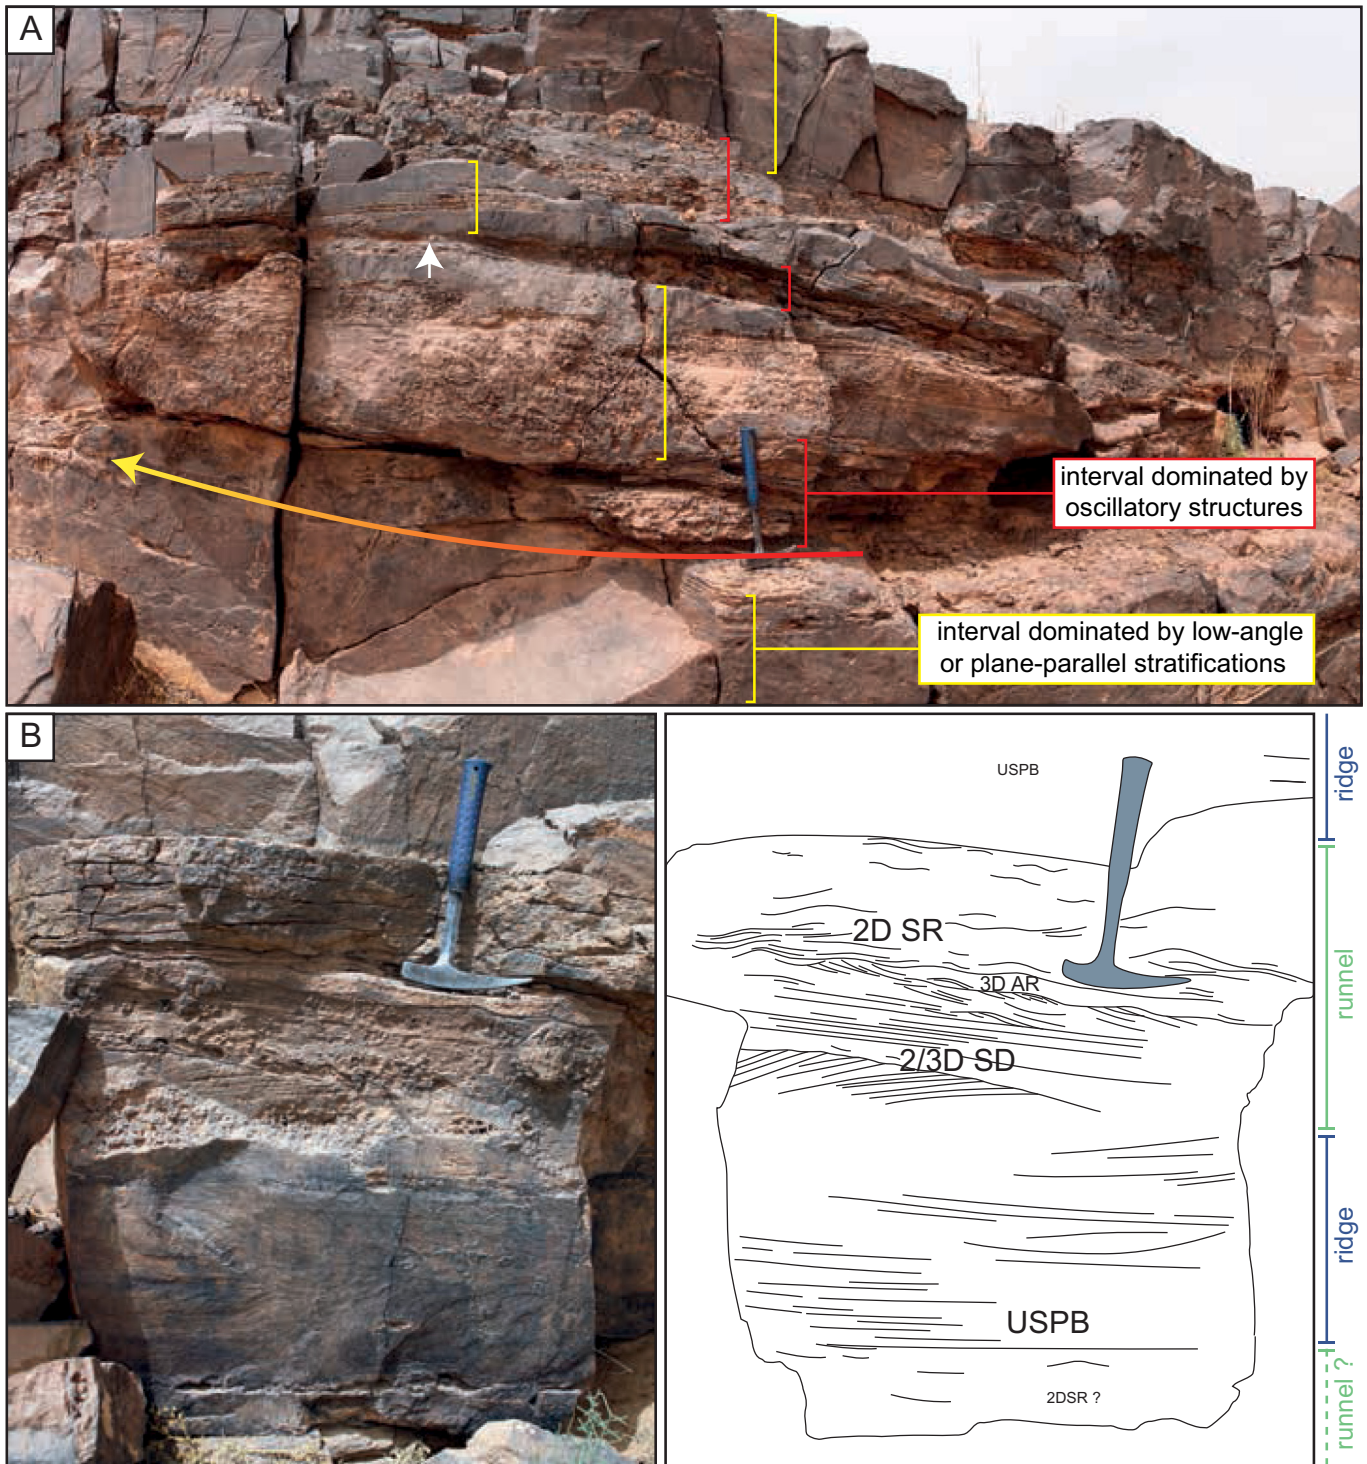 A
interval dominated by
oscillatory structures
interval dominated by low-angle
or plane-parallel stratifications
B
USPB
2D SR
3D AR
2/3D SD
USPB
2DSR ?
ridge
runnel
ridge
runnel ?